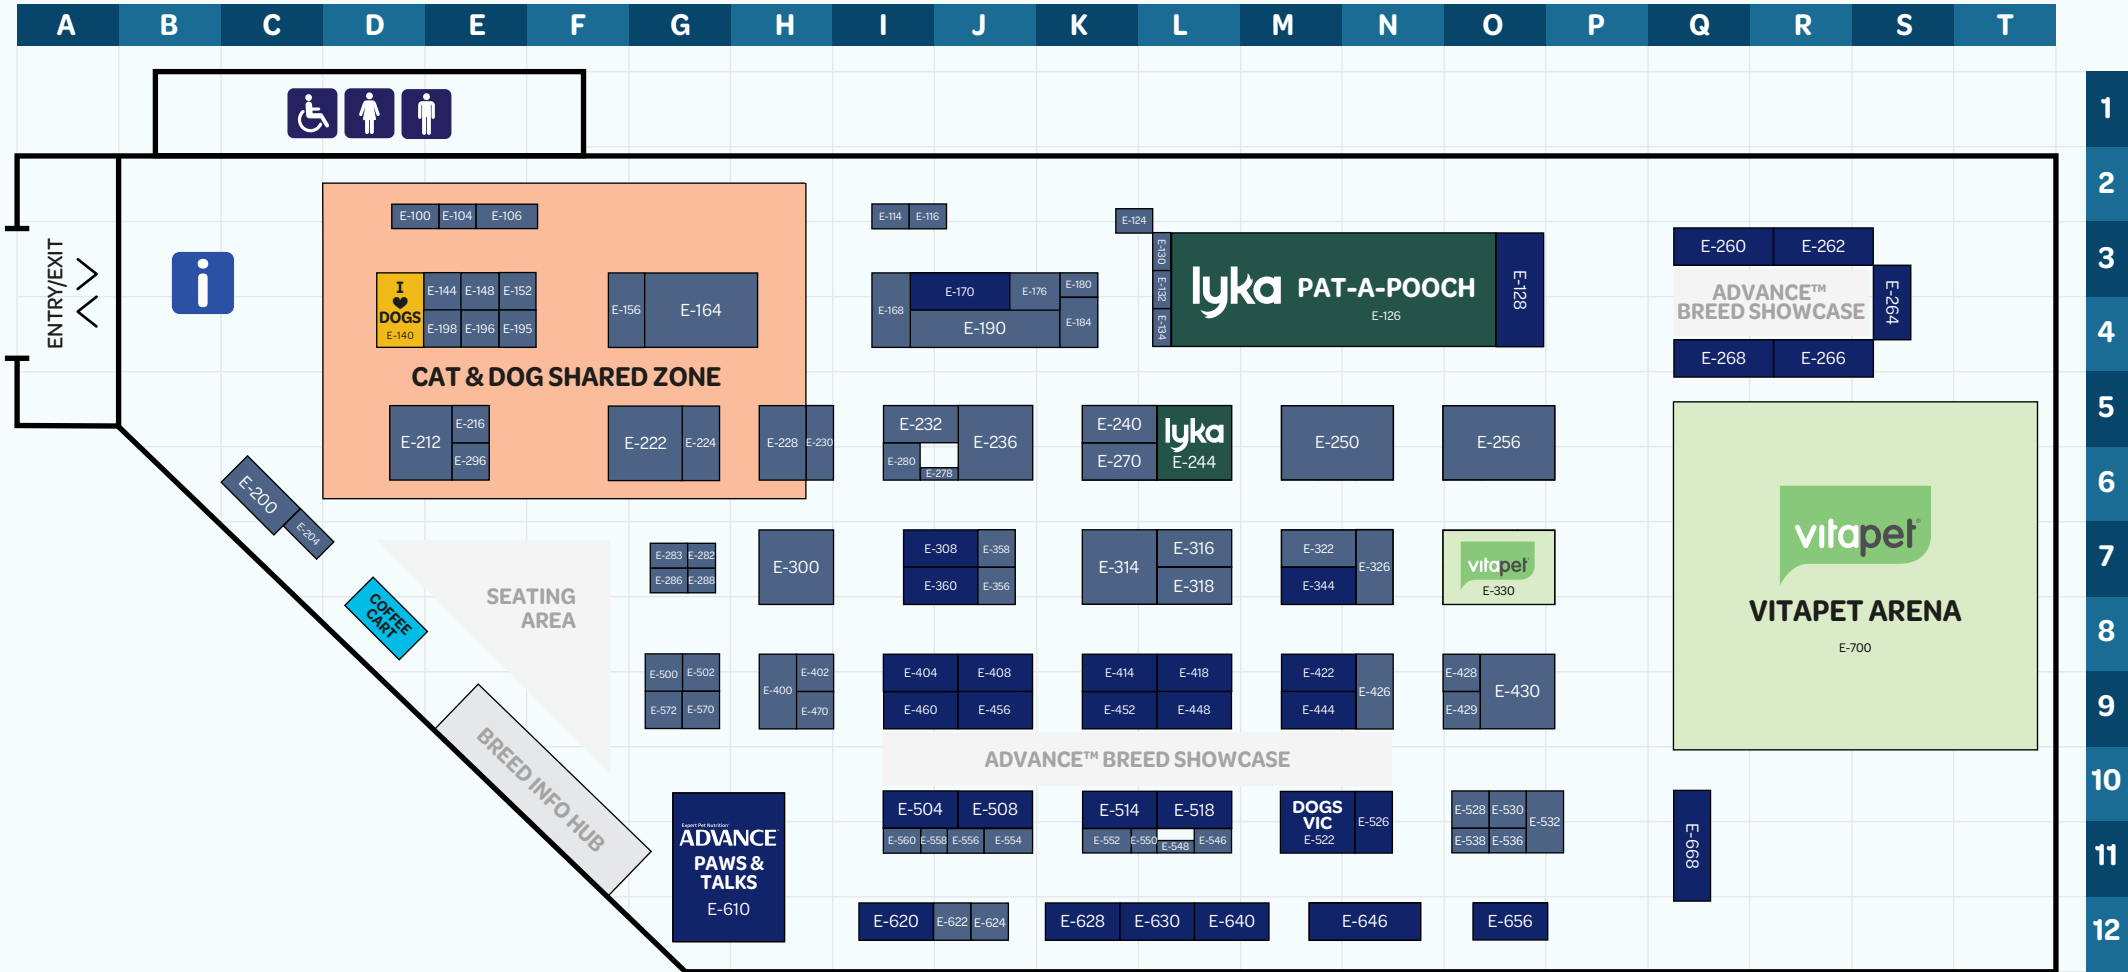 A B C D E F G H I J K L M N O P Q R S T
1
2
3
4
5
6
7
8
9
10
11
12
ENTRY/EXIT
i
E-100 E-104 E-106
I
DOGS
E-140
E-144 E-148 E-152
E-198 E-196 E-195
E-156 E-164
CAT & DOG SHARED ZONE
E-212 E-216
E-296
E-222 E-224
E-228 E-230
E-114 E-116
E-124
E-168
E-170 E-176 E-180
E-190 E-184
E-130
E-132
E-134
lyka PAT-A-POOCH
E-126
E-128
E-260 E-262
ADVANCE™
BREED SHOWCASE
E-264
E-268 E-266
E-232 E-236
E-280 E-278
E-240
E-270
lyka
E-244
E-250
E-256
vitapet
VITAPET ARENA
E-700
E-200
E-204
COFFEE
CART
SEATING
AREA
BREED INFO HUB
E-283 E-282
E-286 E-288
E-300
E-308 E-358
E-360 E-356
E-314
E-316
E-318
E-322
E-344
E-326
vitapet
E-330
E-500 E-502
E-572 E-570
E-400
E-402
E-470
E-404 E-408
E-460 E-456
E-414 E-418
E-452 E-448
E-422
E-444
E-426
E-428
E-429
E-430
ADVANCE™ BREED SHOWCASE
Expert Pet Nutrition
ADVANCE
PAWS &
TALKS
E-610
E-504 E-508
E-560 E-558 E-556 E-554
E-514 E-518
E-552 E-550 E-548 E-546
DOGS
VIC
E-522
E-526
E-528 E-530
E-538 E-536
E-532
E-668
E-620 E-622 E-624
E-628 E-630 E-640
E-646
E-656